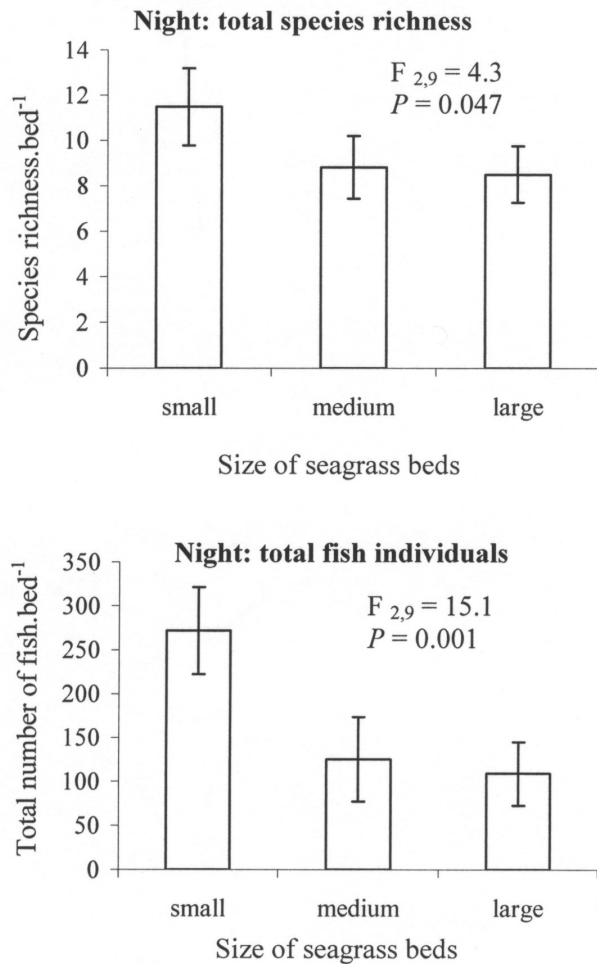 Night: total species richness
14
12
10
8
6
4
2
0
Species richness.bed⁻¹
F 2,9 = 4.3
P = 0.047
small medium large
Size of seagrass beds
Night: total fish individuals
350
300
250
200
150
100
50
0
Total number of fish.bed⁻¹
F 2,9 = 15.1
P = 0.001
small medium large
Size of seagrass beds